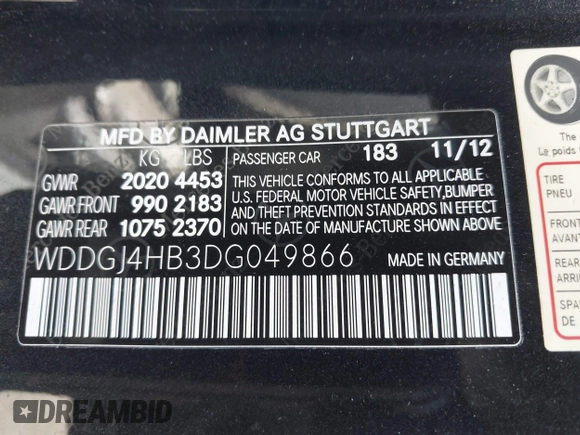 MFD BY DAIMLER AG STUTTGART
KG LBS PASSENGER CAR 183 11/12
GVWR 2020 4453
GAWR FRONT 990 2183
GAWR REAR 1075 2370
THIS VEHICLE CONFORMS TO ALL APPLICABLE
U.S. FEDERAL MOTOR VEHICLE SAFETY, BUMPER
AND THEFT PREVENTION STANDARDS IN EFFECT
ON THE DATE OF MANUFACTURE SHOWN ABOVE
WDDGJ4HB3DG049866 MADE IN GERMANY
The
Le poids
TIRE
PNEU
FRONT
AVANT
REAR
ARRI
SPA
DE
DREAMBID